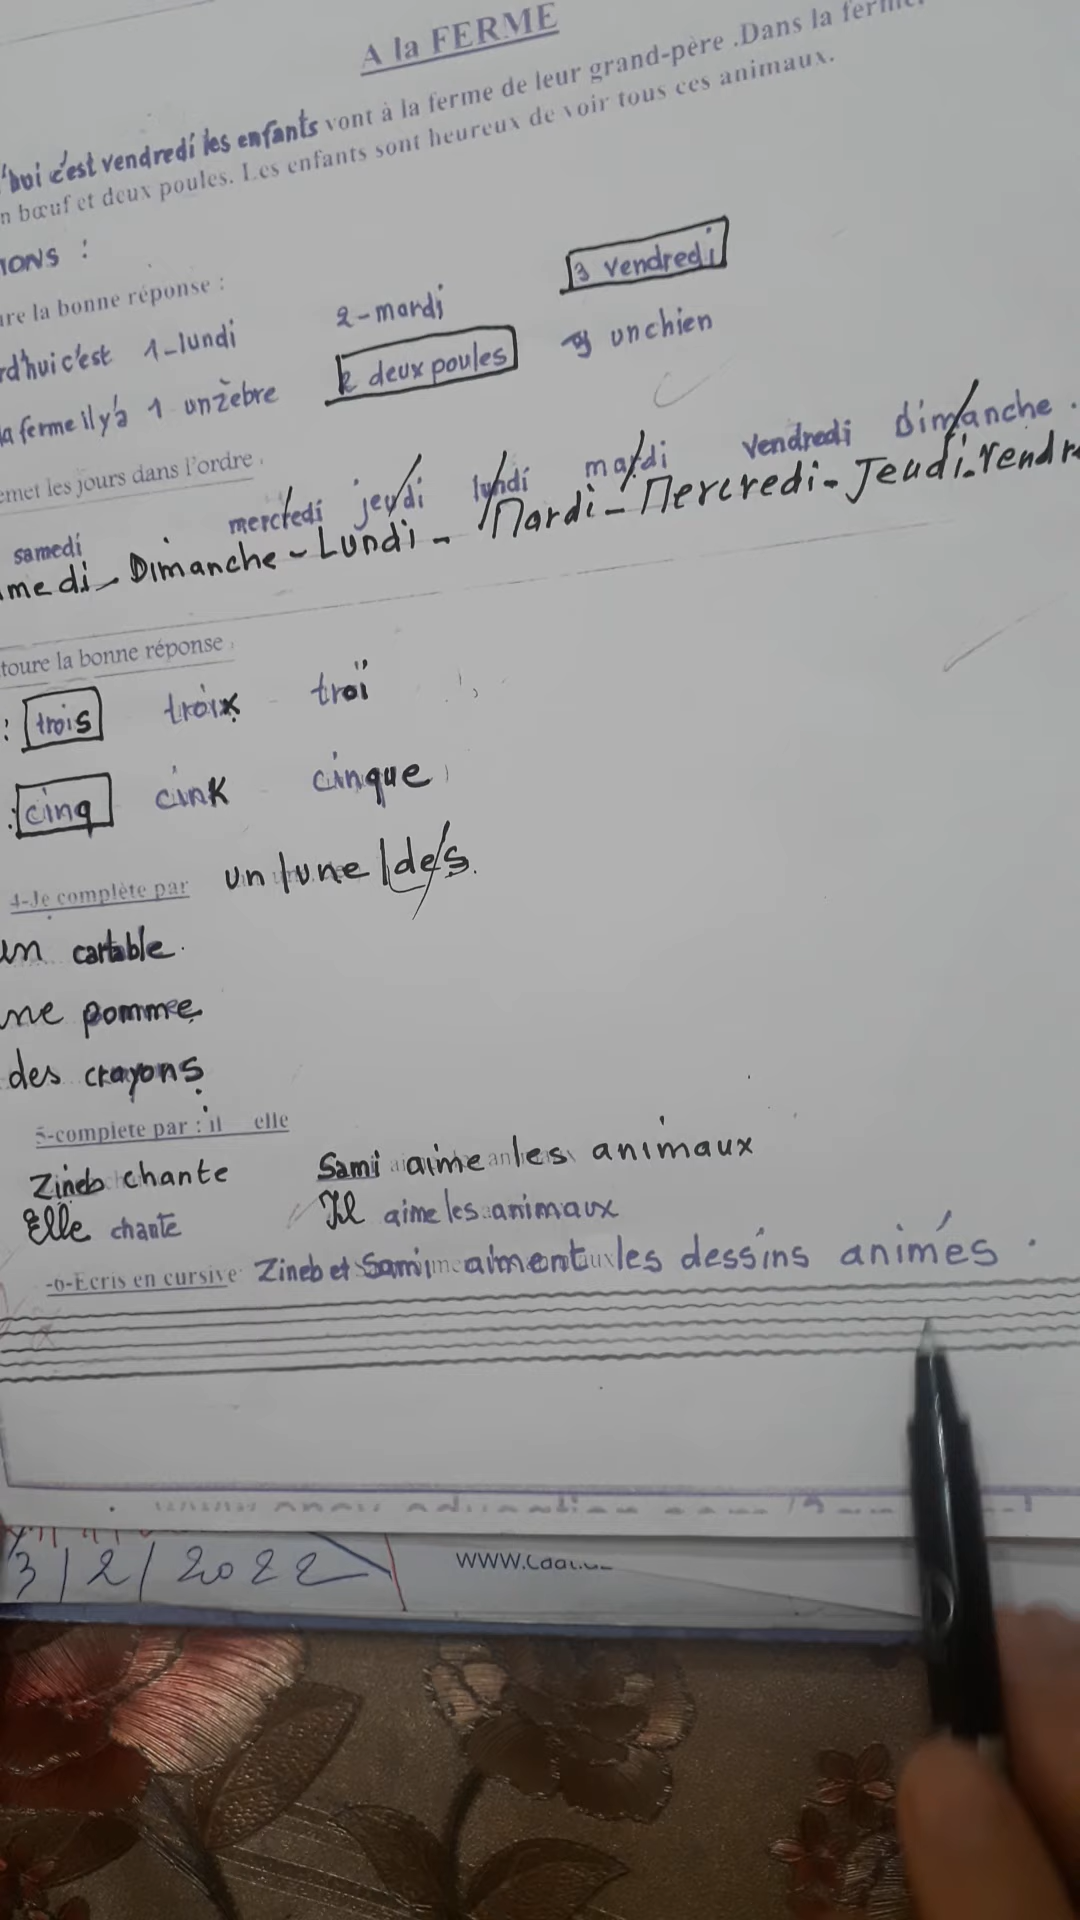 A la FERME
'hui c'est vendredi les enfants vont à la ferme de leur grand-père .Dans la ferme
n bœuf et deux poules. Les enfants sont heureux de voir tous ces animaux.
IONS :
re la bonne réponse :
rd'hui c'est 1-lundi 2-mardi 3 vendredi
la ferme il y'a 1 un zèbre 2 deux poules 3 un chien
emet les jours dans l'ordre .
samedi mercredi jeudi lundi mardi vendredi dimanche .
medi - Dimanche - Lundi - Mardi - Mercredi - Jeudi - Vendr
toure la bonne réponse :
: trois troix troï
: cinq cink cinque
4-Je complète par un / une / des.
un cartable.
ne pomme
des crayons
5-complete par : il elle
Zineb chante Sami aime les animaux
Elle chante Il aime les animaux
-6-Ecris en cursive Zineb et Sami aiment les dessins animés .
3/2/2022